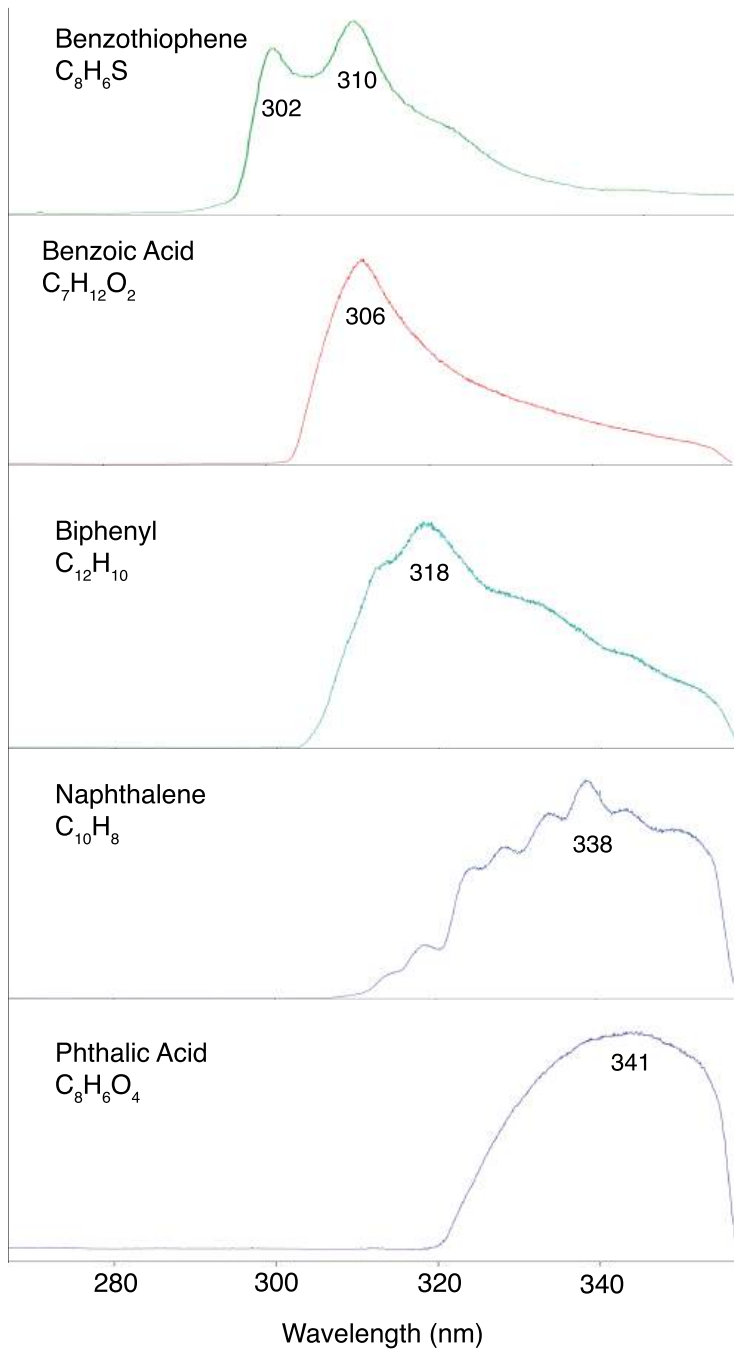 Benzothiophene
C₈H₆S
302
310
Benzoic Acid
C₇H₁₂O₂
306
Biphenyl
C₁₂H₁₀
318
Naphthalene
C₁₀H₈
338
Phthalic Acid
C₈H₆O₄
341
280 300 320 340
Wavelength (nm)